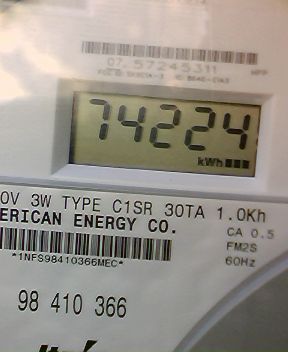 07 57245311
74224
kWh
0V 3W TYPE C1SR 30TA 1.0Kh
ERICAN ENERGY CO.
CA 0.5
FM2S
60Hz
*1NFS98410366MEC*
98 410 366